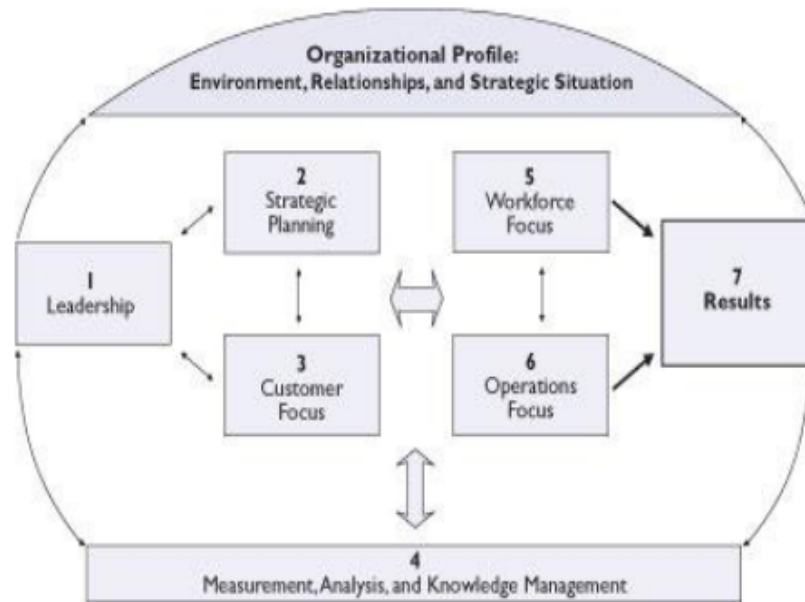 Organizational Profile:
Environment, Relationships, and Strategic Situation
1
Leadership
2
Strategic
Planning
3
Customer
Focus
5
Workforce
Focus
6
Operations
Focus
7
Results
4
Measurement, Analysis, and Knowledge Management